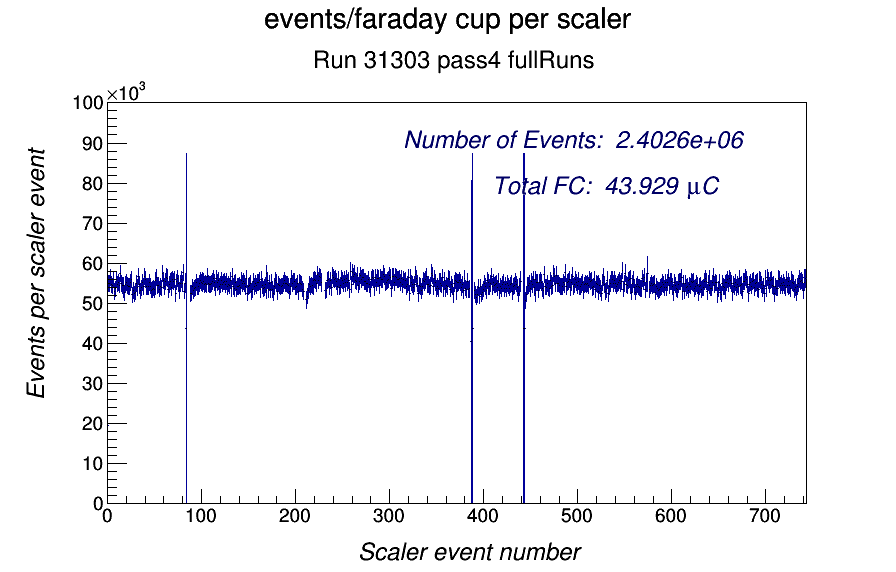 events/faraday cup per scaler
Run 31303 pass4 fullRuns
×10³
100
90
80
70
60
50
40
30
20
10
0
Number of Events: 2.4026e+06
Total FC: 43.929 μC
Events per scaler event
0 100 200 300 400 500 600 700
Scaler event number